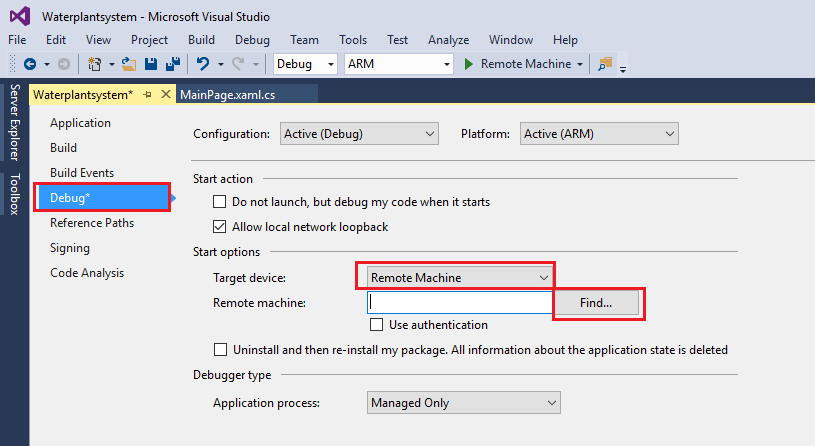 Waterplantsystem - Microsoft Visual Studio
File Edit View Project Build Debug Team Tools Test Analyze Window Help
Debug ARM Remote Machine
Server Explorer
Toolbox
Waterplantsystem* MainPage.xaml.cs
Application
Build
Build Events
Debug*
Reference Paths
Signing
Code Analysis
Configuration: Active (Debug) Platform: Active (ARM)
Start action
Do not launch, but debug my code when it starts
Allow local network loopback
Start options
Target device: Remote Machine
Remote machine: Find...
Use authentication
Uninstall and then re-install my package. All information about the application state is deleted
Debugger type
Application process: Managed Only